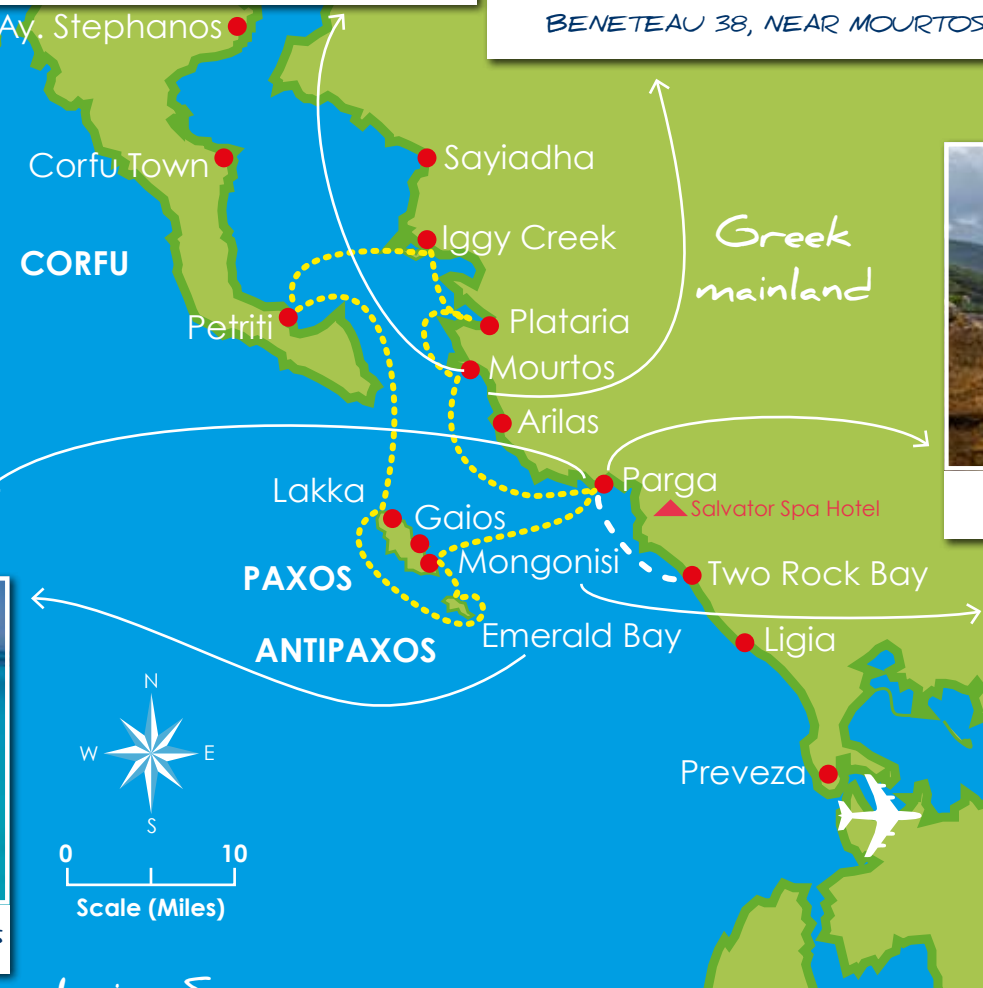 BENETEAU 38, NEAR MOURTOS
Ay. Stephanos
Corfu Town
Sayiadha
CORFU
Iggy Creek
Greek
mainland
Petriti
Plataria
Mourtos
Arilas
Parga
Salvator Spa Hotel
Lakka
Gaios
Mongonisi
PAXOS
Two Rock Bay
ANTIPAXOS
Emerald Bay
Ligia
N
W
E
S
Preveza
0
10
Scale (Miles)